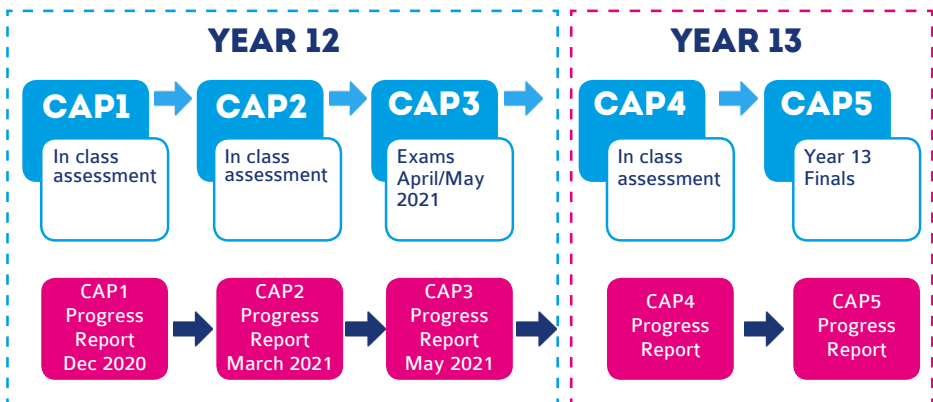 YEAR 12
CAP1
In class
assessment
CAP2
In class
assessment
CAP3
Exams
April/May
2021
CAP1
Progress
Report
Dec 2020
CAP2
Progress
Report
March 2021
CAP3
Progress
Report
May 2021
YEAR 13
CAP4
In class
assessment
CAP5
Year 13
Finals
CAP4
Progress
Report
CAP5
Progress
Report